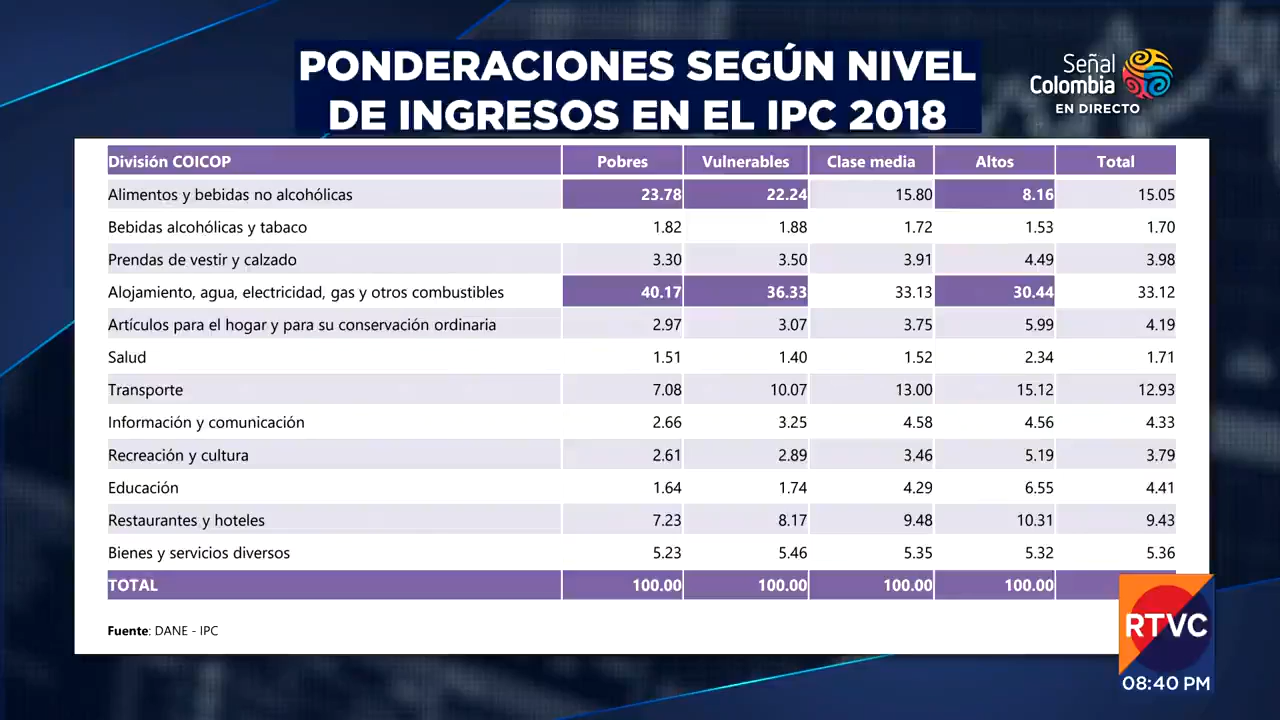 PONDERACIONES SEGÚN NIVEL
DE INGRESOS EN EL IPC 2018
Señal
Colombia
EN DIRECTO
División COICOP Pobres Vulnerables Clase media Altos Total
Alimentos y bebidas no alcohólicas 23.78 22.24 15.80 8.16 15.05
Bebidas alcohólicas y tabaco 1.82 1.88 1.72 1.53 1.70
Prendas de vestir y calzado 3.30 3.50 3.91 4.49 3.98
Alojamiento, agua, electricidad, gas y otros combustibles 40.17 36.33 33.13 30.44 33.12
Artículos para el hogar y para su conservación ordinaria 2.97 3.07 3.75 5.99 4.19
Salud 1.51 1.40 1.52 2.34 1.71
Transporte 7.08 10.07 13.00 15.12 12.93
Información y comunicación 2.66 3.25 4.58 4.56 4.33
Recreación y cultura 2.61 2.89 3.46 5.19 3.79
Educación 1.64 1.74 4.29 6.55 4.41
Restaurantes y hoteles 7.23 8.17 9.48 10.31 9.43
Bienes y servicios diversos 5.23 5.46 5.35 5.32 5.36
TOTAL 100.00 100.00 100.00 100.00
Fuente: DANE - IPC
RTVC
08:40 PM